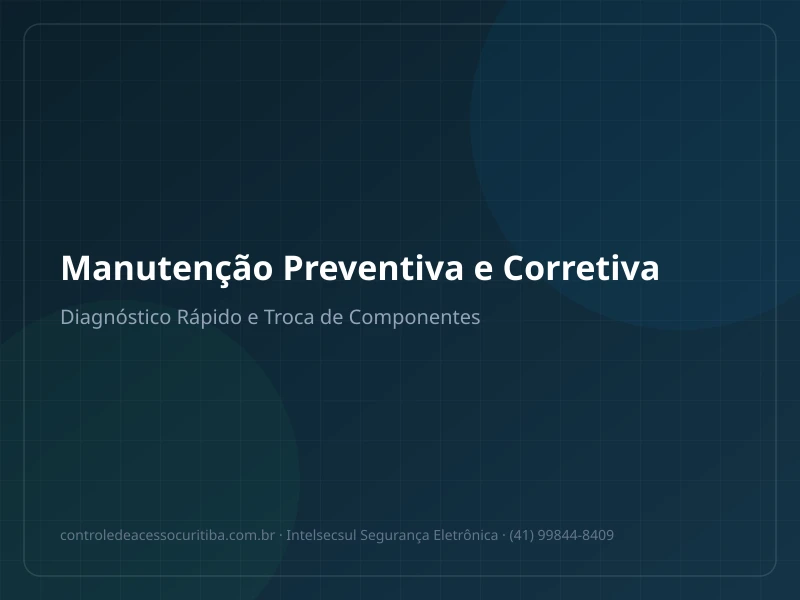 Manutenção Preventiva e Corretiva
Diagnóstico Rápido e Troca de Componentes
controledeacessocuritiba.com.br · Intelsecsul Segurança Eletrônica · (41) 99844-8409